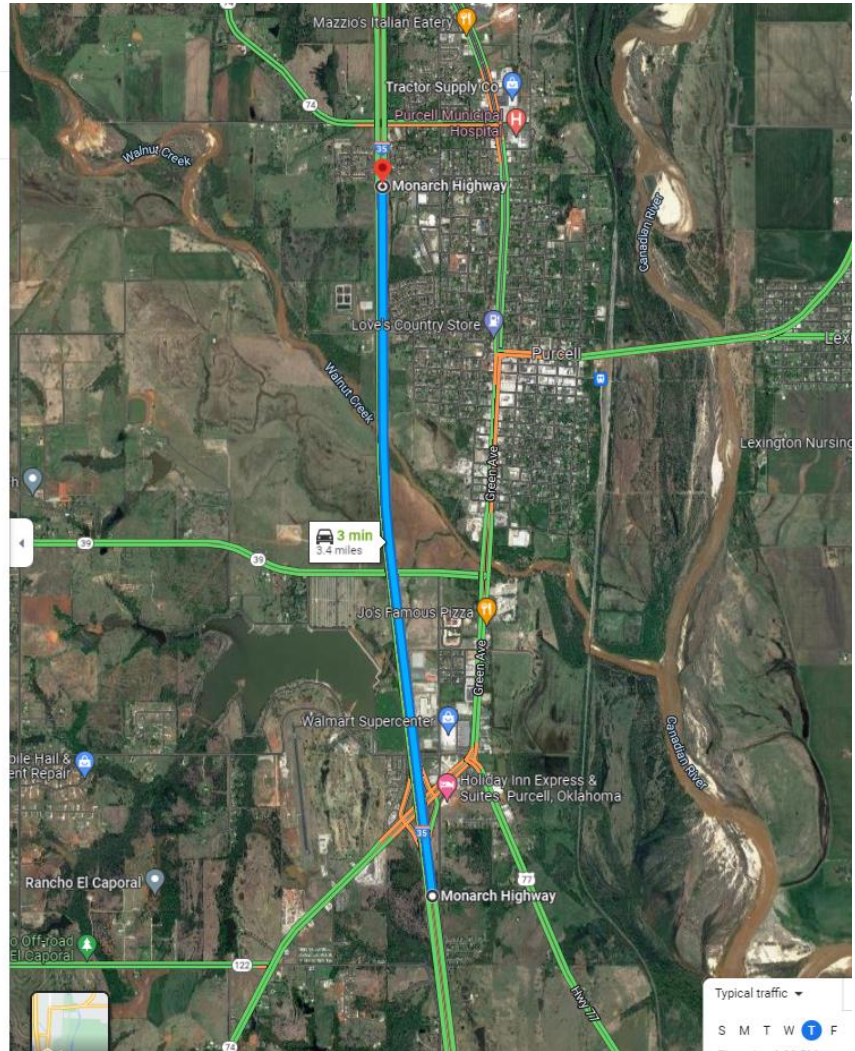 74
Mazzio's Italian Eatery
Tractor Supply Co
74
Purcell Municipal
Hospital
35
Walnut Creek
Monarch Highway
Canadian River
Love's Country Store
Purcell
Walnut Creek
Green Ave
Lexington Nursing
39
39
3 min
3.4 miles
Jo's Famous Pizza
Green Ave
Walmart Supercenter
Canadian River
Holiday Inn Express &
Suites, Purcell, Oklahoma
35
Rancho El Caporal
Monarch Highway
77
El Caporal
122
Hwy 77
74
Typical traffic
S M T W T F